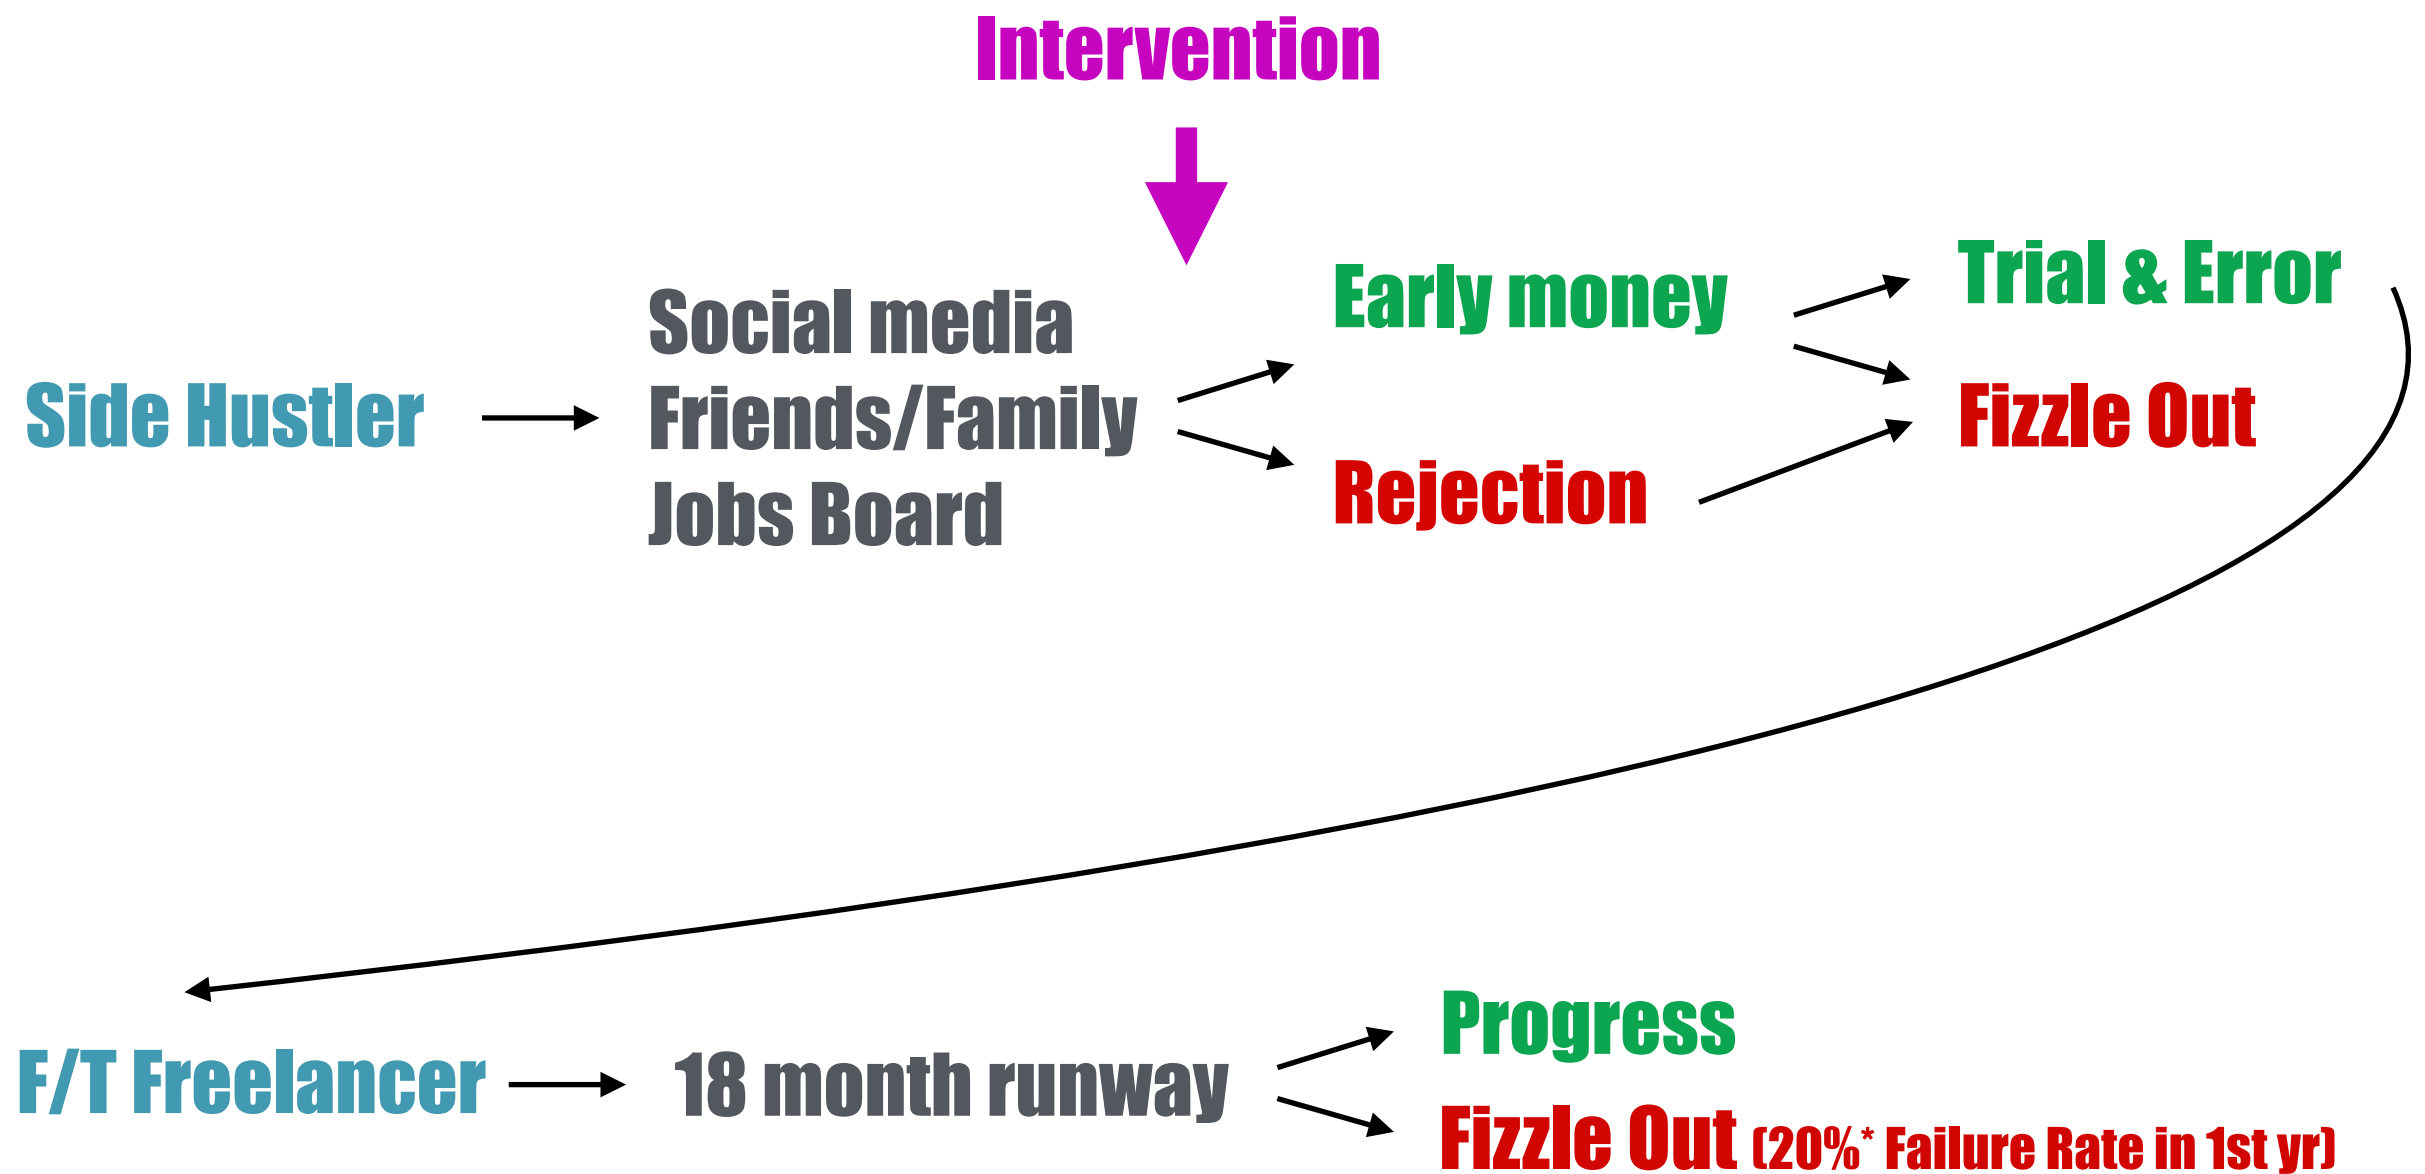 Intervention
Side Hustler
Social media
Friends/Family
Jobs Board
Early money
Rejection
Trial & Error
Fizzle Out
F/T Freelancer
18 month runway
Progress
Fizzle Out (20%* Failure Rate in 1st yr)